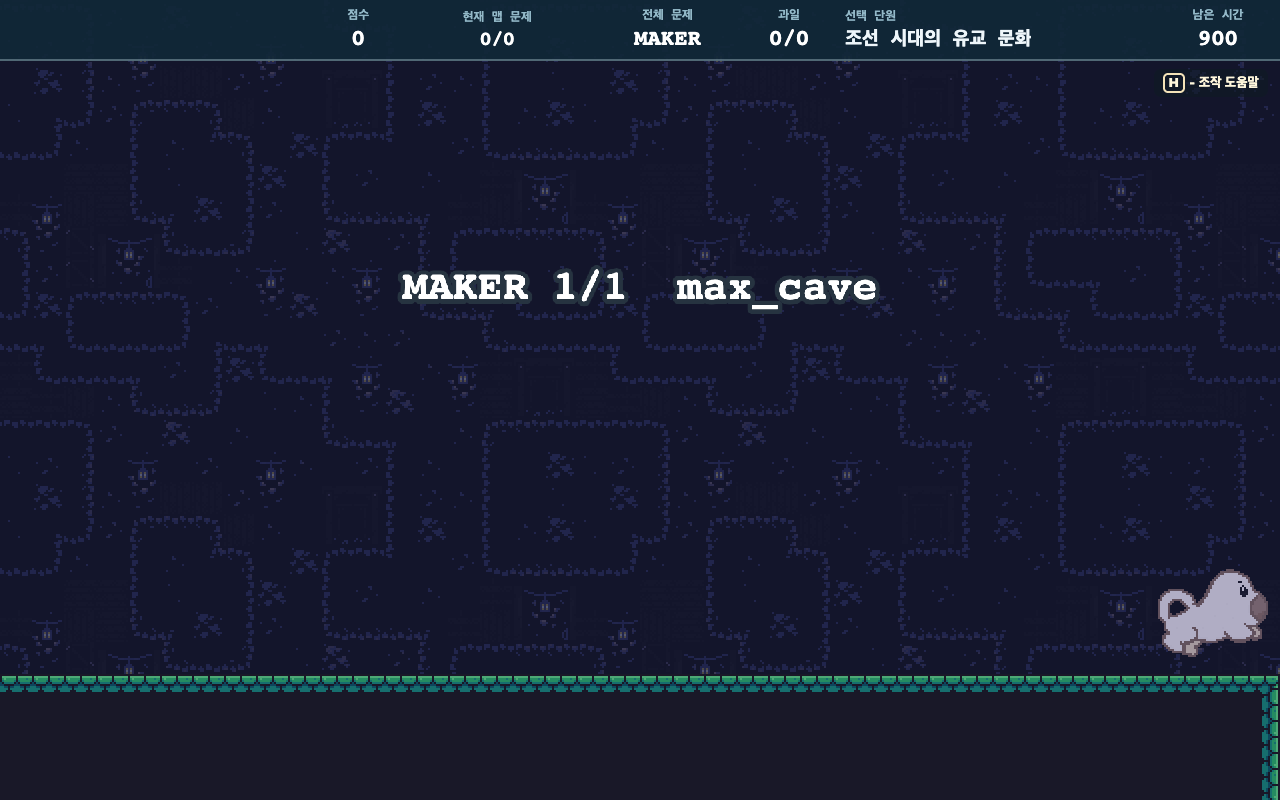 점수
0
현재 맵 문제
0/0
전체 문제
MAKER
과일
0/0
선택 단원
조선 시대의 유교 문화
남은 시간
900
H - 조작 도움말
MAKER 1/1 max_cave